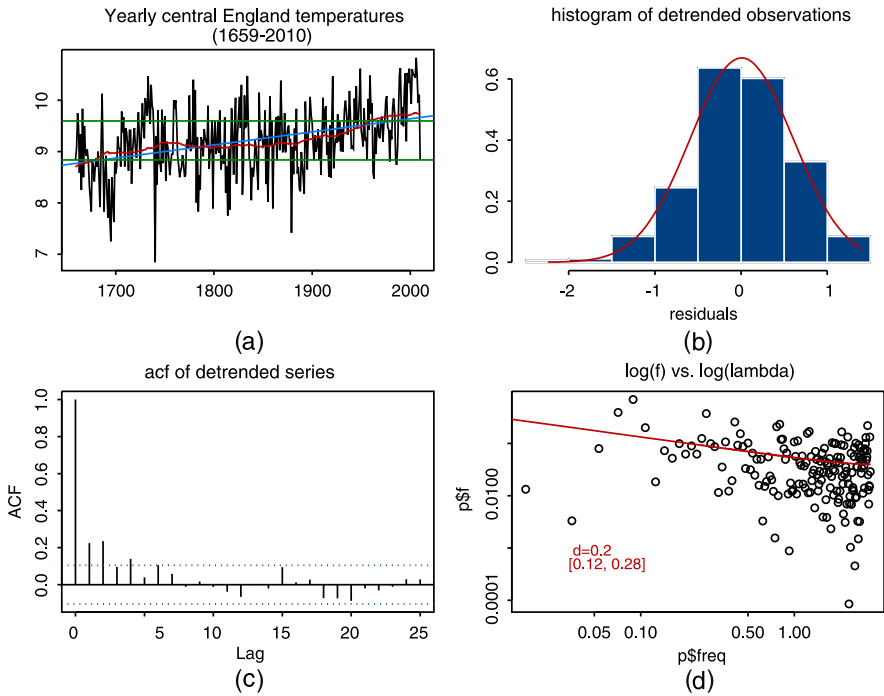 Yearly central England temperatures
(1659-2010)
10
9
8
7
1700
1800
1900
2000
(a)
histogram of detrended observations
0.6
0.4
0.2
0.0
-2
-1
0
1
residuals
(b)
acf of detrended series
ACF
1.0
0.8
0.6
0.4
0.2
0.0
0
5
10
15
20
25
Lag
(c)
log(f) vs. log(lambda)
p$f
0.0100
0.0001
d=0.2
[0.12, 0.28]
0.05
0.10
0.50
1.00
p$freq
(d)